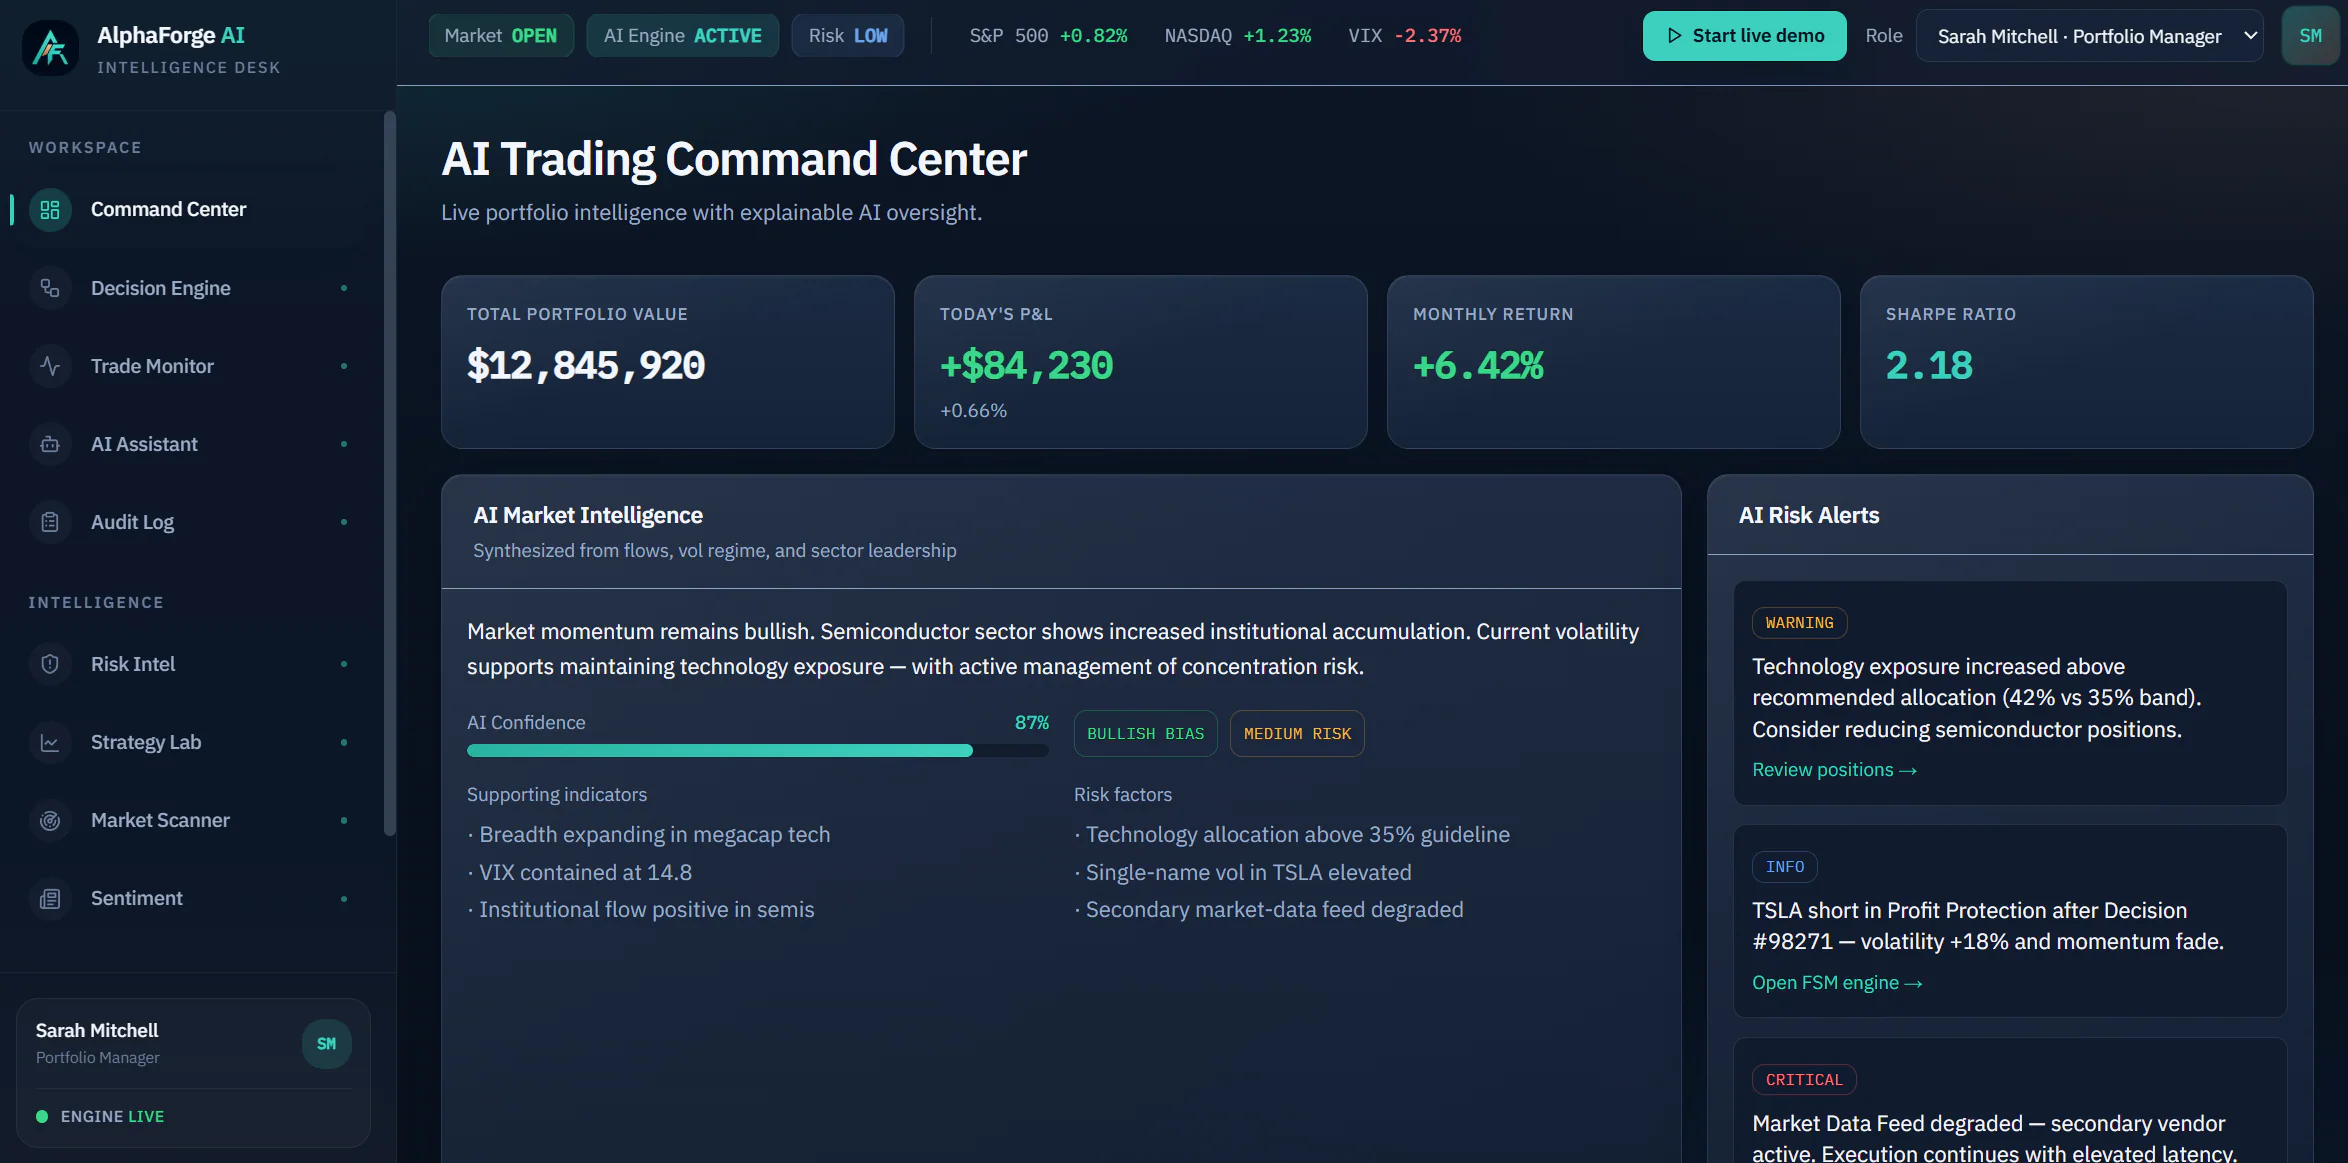 AlphaForge AI
INTELLIGENCE DESK
Market OPEN
AI Engine ACTIVE
Risk LOW
S&P 500 +0.82%
NASDAQ +1.23%
VIX -2.37%
Start live demo
Role
Sarah Mitchell · Portfolio Manager
SM
WORKSPACE
Command Center
Decision Engine
Trade Monitor
AI Assistant
Audit Log
INTELLIGENCE
Risk Intel
Strategy Lab
Market Scanner
Sentiment
Sarah Mitchell
Portfolio Manager
SM
ENGINE LIVE
AI Trading Command Center
Live portfolio intelligence with explainable AI oversight.
TOTAL PORTFOLIO VALUE
$12,845,920
TODAY'S P&L
+$84,230
+0.66%
MONTHLY RETURN
+6.42%
SHARPE RATIO
2.18
AI Market Intelligence
Synthesized from flows, vol regime, and sector leadership
Market momentum remains bullish. Semiconductor sector shows increased institutional accumulation. Current volatility
supports maintaining technology exposure — with active management of concentration risk.
AI Confidence 87%
BULLISH BIAS
MEDIUM RISK
Supporting indicators
· Breadth expanding in megacap tech
· VIX contained at 14.8
· Institutional flow positive in semis
Risk factors
· Technology allocation above 35% guideline
· Single-name vol in TSLA elevated
· Secondary market-data feed degraded
AI Risk Alerts
WARNING
Technology exposure increased above
recommended allocation (42% vs 35% band).
Consider reducing semiconductor positions.
Review positions →
INFO
TSLA short in Profit Protection after Decision
#98271 — volatility +18% and momentum fade.
Open FSM engine →
CRITICAL
Market Data Feed degraded — secondary vendor
active. Execution continues with elevated latency.